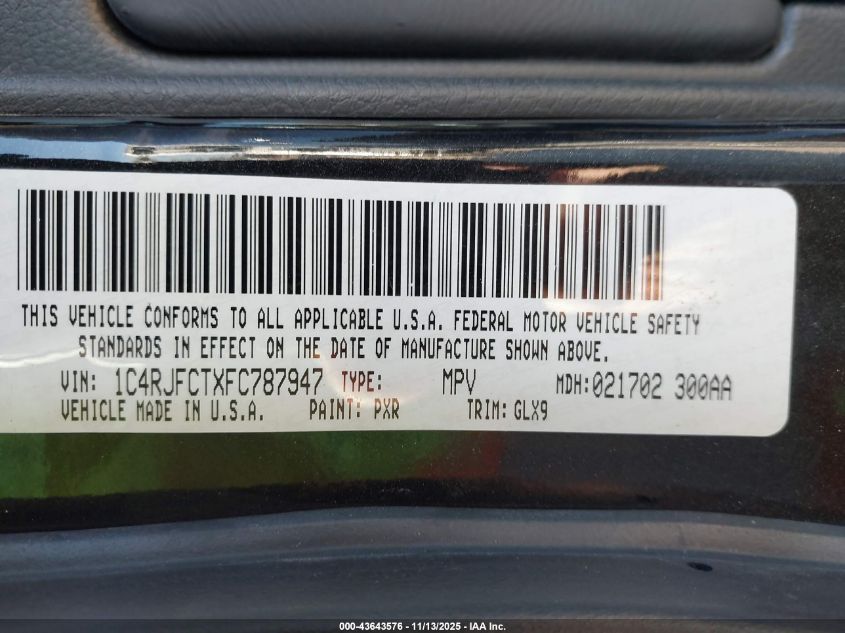 THIS VEHICLE CONFORMS TO ALL APPLICABLE U.S.A. FEDERAL MOTOR VEHICLE SAFETY
STANDARDS IN EFFECT ON THE DATE OF MANUFACTURE SHOWN ABOVE.
VIN: 1C4RJFCTXFC787947 TYPE: MPV MDH:021702 300AA
VEHICLE MADE IN U.S.A. PAINT: PXR TRIM: GLX9
000-43643576 - 11/13/2025 - IAA Inc.